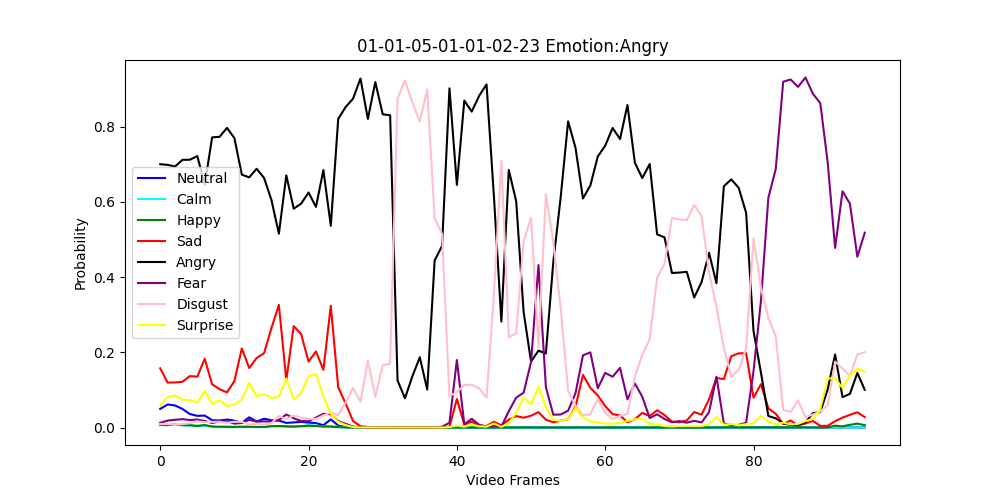 01-01-05-01-01-02-23 Emotion:Angry
Probability
0.8
0.6
0.4
0.2
0.0
Neutral
Calm
Happy
Sad
Angry
Fear
Disgust
Surprise
0 20 40 60 80
Video Frames